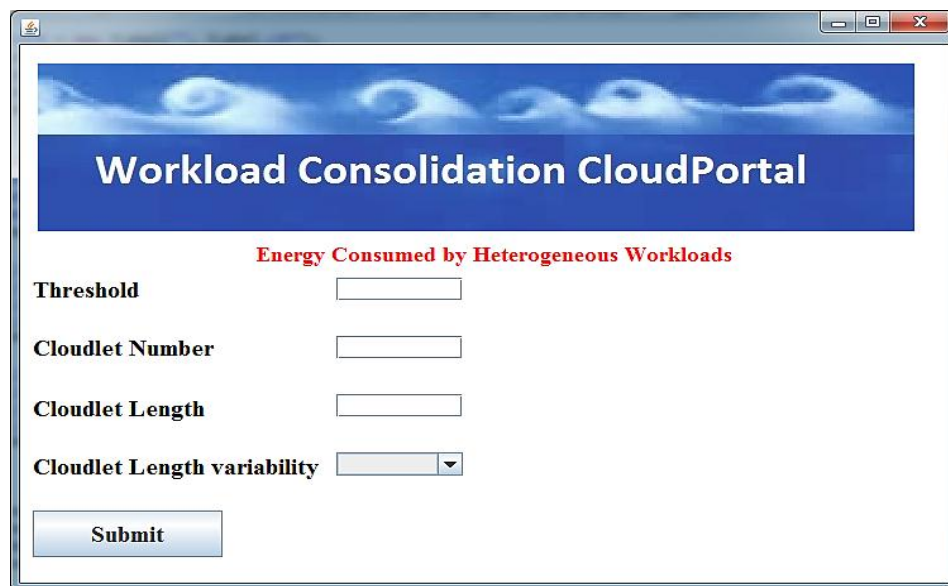 Workload Consolidation CloudPortal
Energy Consumed by Heterogeneous Workloads
Threshold
Cloudlet Number
Cloudlet Length
Cloudlet Length variability
Submit